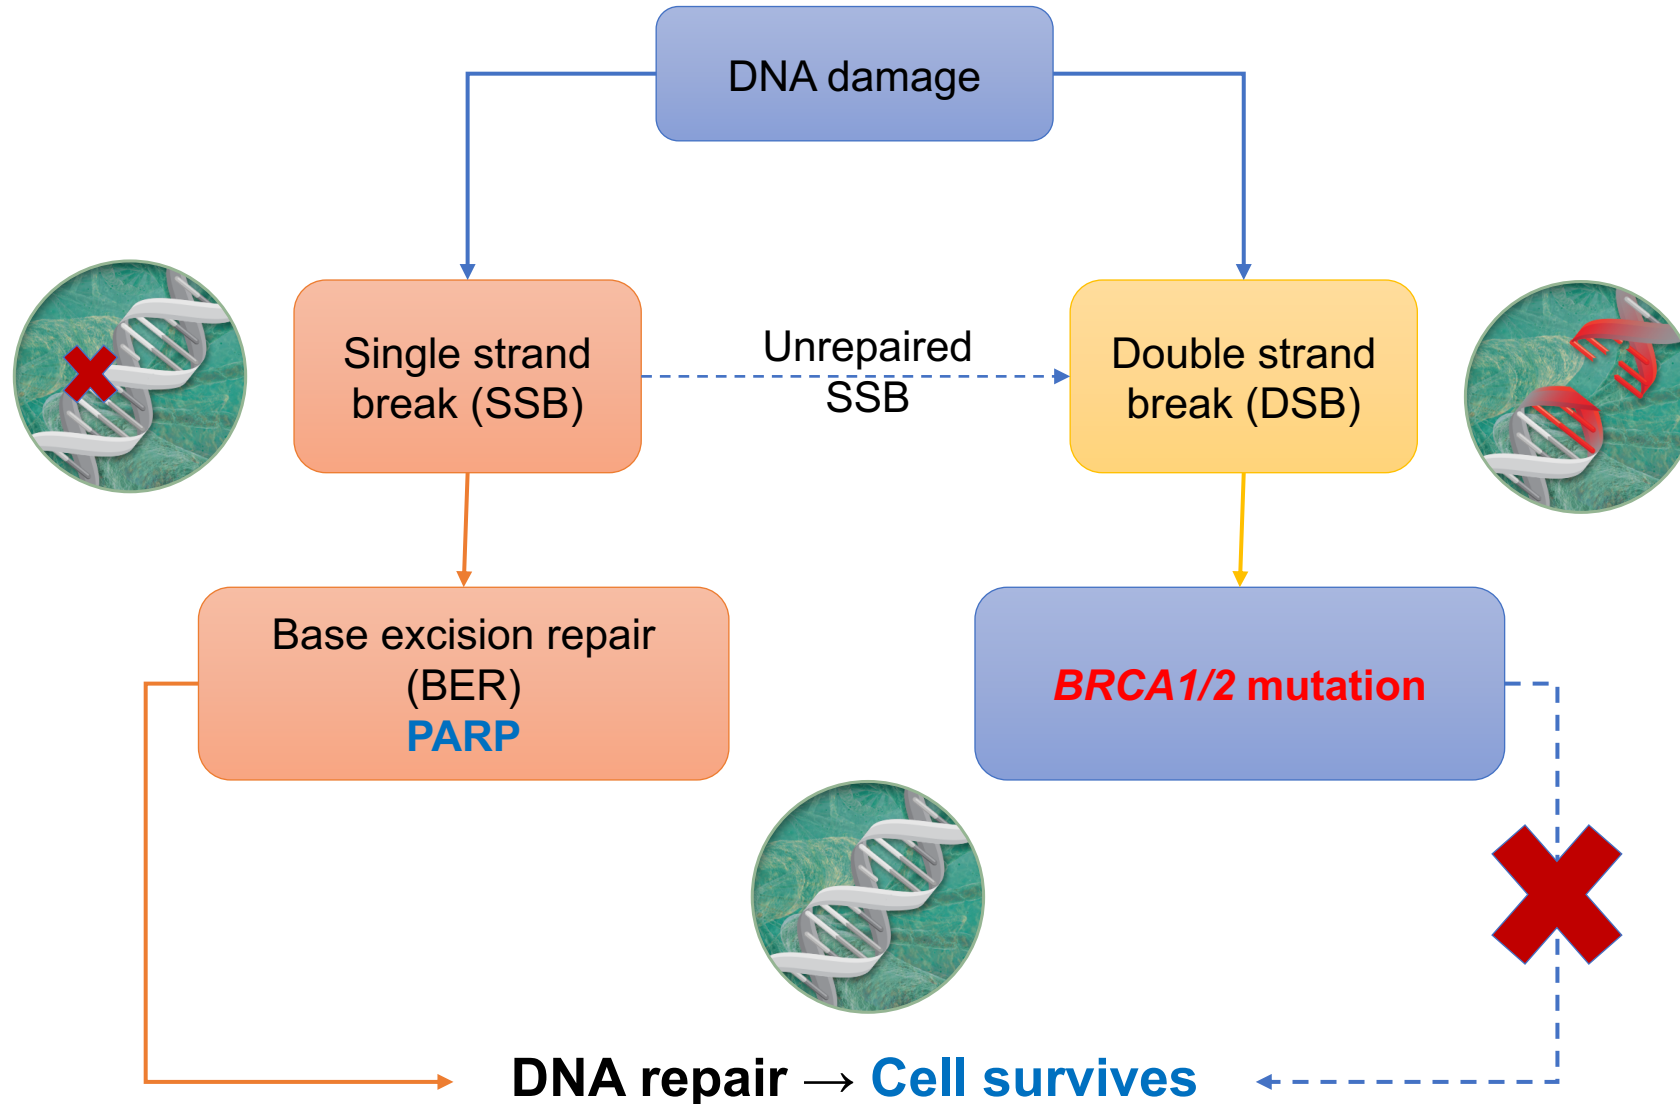 DNA damage
Single strand
break (SSB)
Unrepaired
SSB
Double strand
break (DSB)
Base excision repair
(BER)
PARP
BRCA1/2 mutation
DNA repair → Cell survives